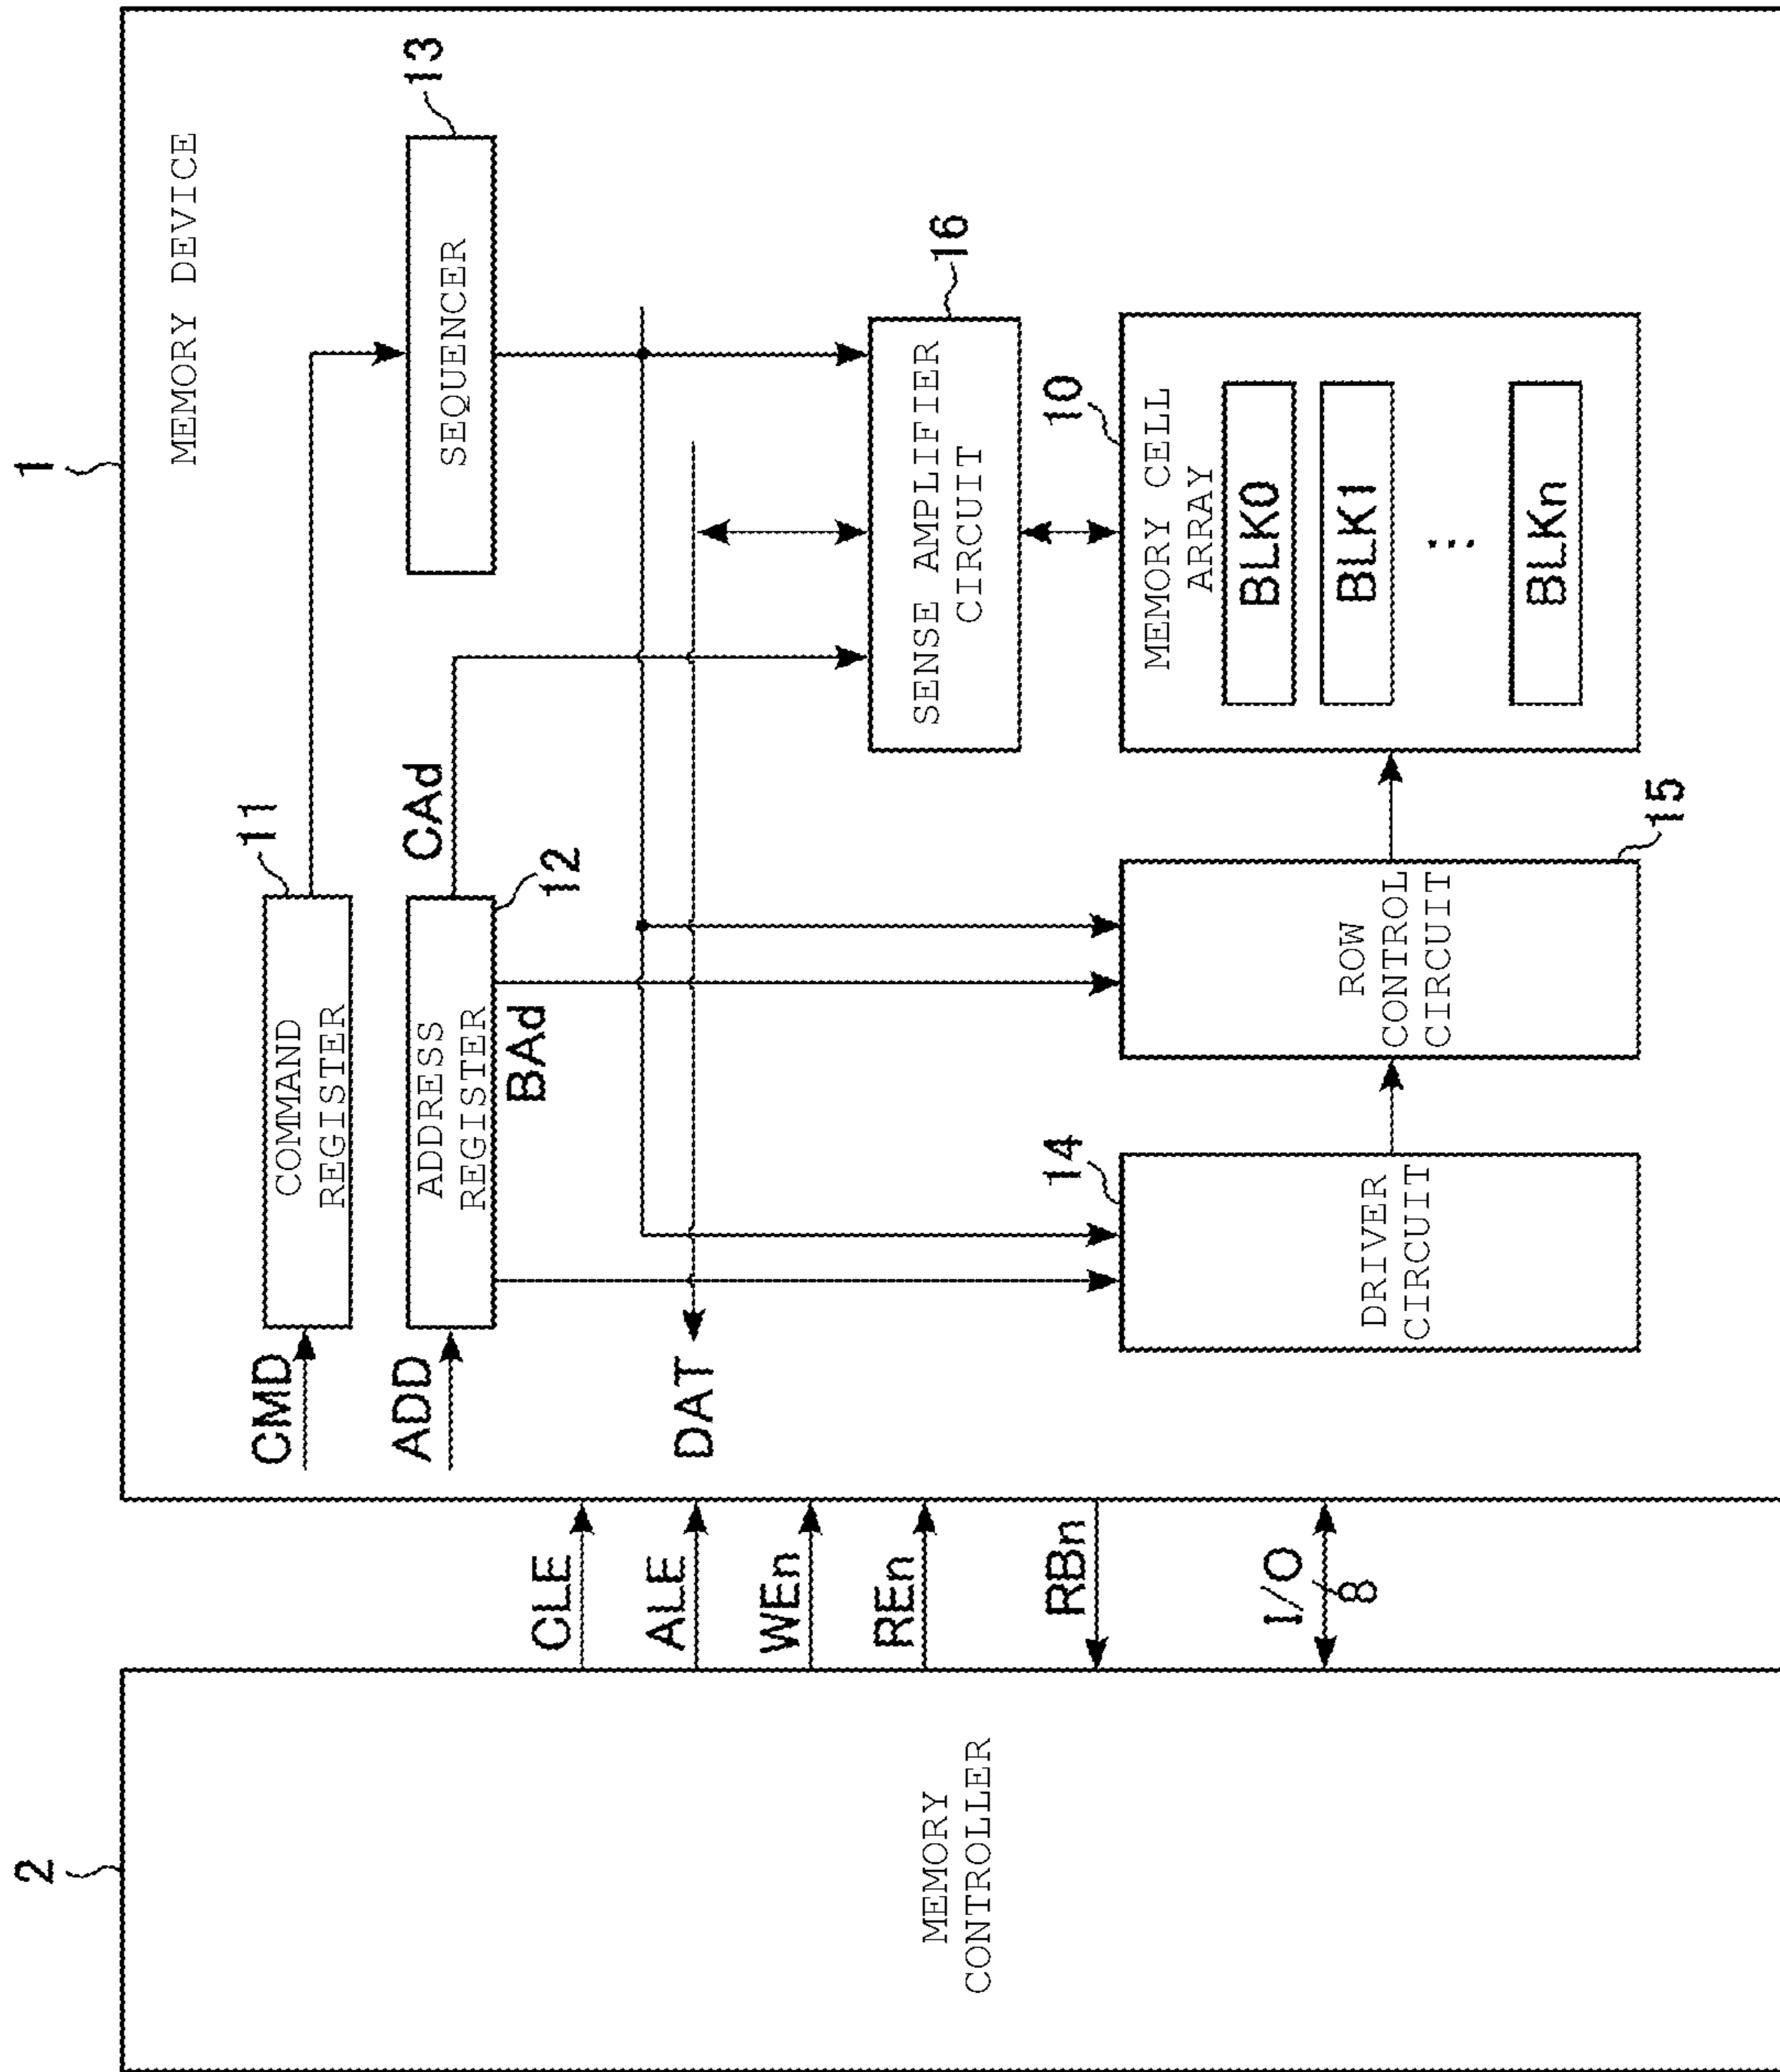 2
1
MEMORY
CONTROLLER
CLE
ALE
WEn
REn
RBn
I/O
8
MEMORY DEVICE
CMD
COMMAND
REGISTER
11
ADD
ADDRESS
REGISTER
12
CAd
BAd
13
SEQUENCER
DAT
16
SENSE AMPLIFIER
CIRCUIT
14
DRIVER
CIRCUIT
ROW
CONTROL
CIRCUIT
15
10
MEMORY CELL
ARRAY
BLK0
BLK1
...
BLKn